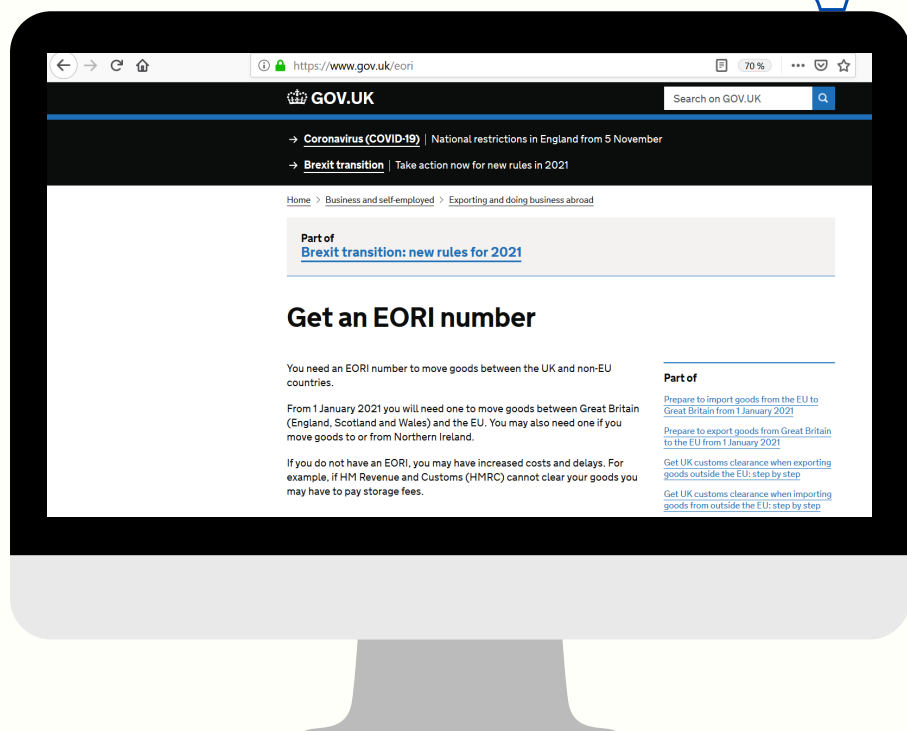 https://www.gov.uk/eori
70 %
GOV.UK
Search on GOV.UK
→ Coronavirus (COVID-19) | National restrictions in England from 5 November
→ Brexit transition | Take action now for new rules in 2021
Home > Business and self-employed > Exporting and doing business abroad
Part of
Brexit transition: new rules for 2021
Get an EORI number
You need an EORI number to move goods between the UK and non-EU
countries.
From 1 January 2021 you will need one to move goods between Great Britain
(England, Scotland and Wales) and the EU. You may also need one if you
move goods to or from Northern Ireland.
If you do not have an EORI, you may have increased costs and delays. For
example, if HM Revenue and Customs (HMRC) cannot clear your goods you
may have to pay storage fees.
Part of
Prepare to import goods from the EU to
Great Britain from 1 January 2021
Prepare to export goods from Great Britain
to the EU from 1 January 2021
Get UK customs clearance when exporting
goods outside the EU: step by step
Get UK customs clearance when importing
goods from outside the EU: step by step